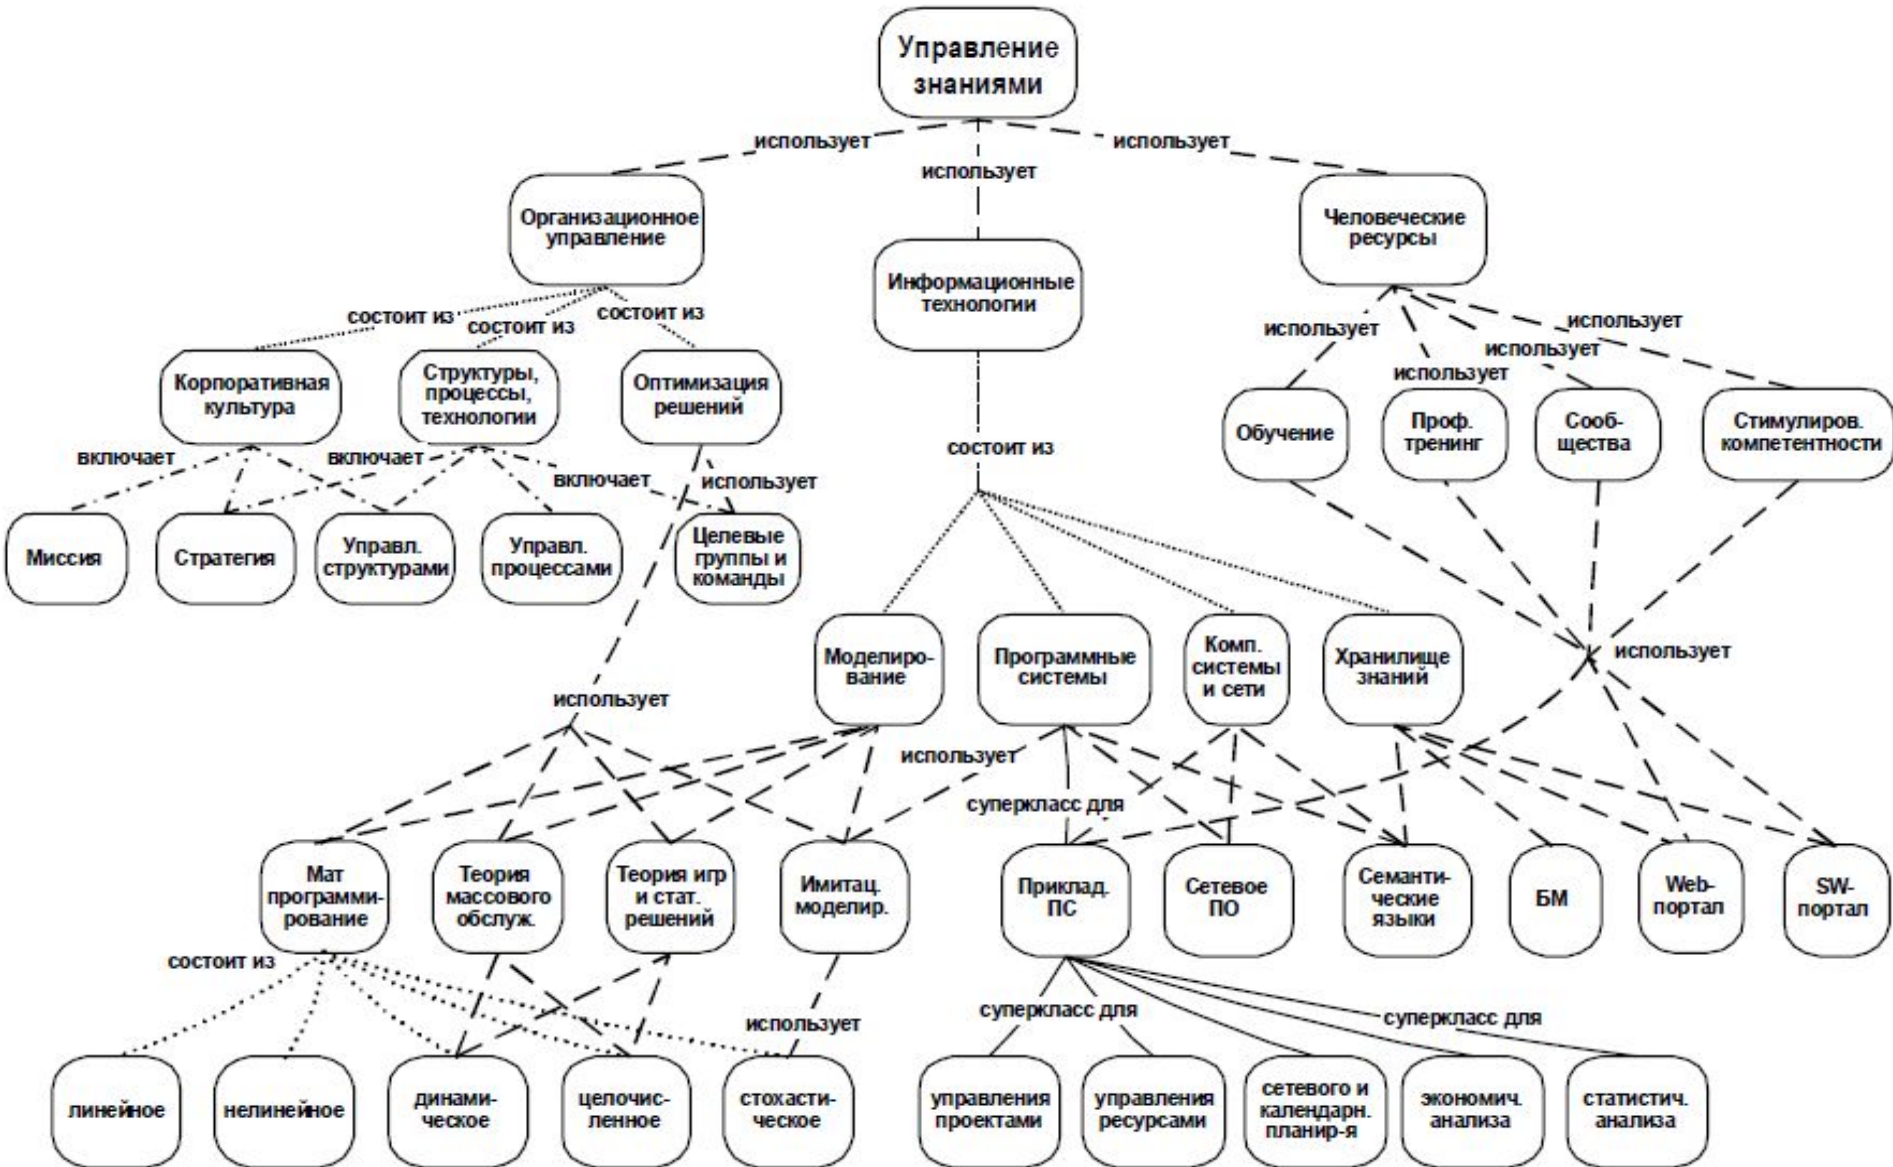 Управление
знаниями
использует
использует
использует
Организационное
управление
Информационные
технологии
Человеческие
ресурсы
состоит из
состоит из
состоит из
использует
использует
использует
использует
Корпоративная
культура
Структуры,
процессы,
технологии
Оптимизация
решений
Обучение
Проф.
тренинг
Сооб-
щества
Стимулиров.
компетентности
включает
включает
включает
использует
состоит из
Миссия
Стратегия
Управл.
структурами
Управл.
процессами
Целевые
группы и
команды
Моделиро-
вание
Программные
системы
Комп.
системы
и сети
Хранилище
знаний
использует
использует
использует
суперкласс для
Мат
программи-
рование
Теория
массового
обслуж.
Теория игр
и стат.
решений
Имитац.
моделир.
Приклад.
ПС
Сетевое
ПО
Семанти-
ческие
языки
БМ
Web-
портал
SW-
портал
состоит из
использует
суперкласс для
суперкласс для
линейное
нелинейное
динами-
ческое
целочис-
ленное
стохасти-
ческое
управления
проектами
управления
ресурсами
сетевого и
календарн.
планир-я
экономич.
анализа
статистич.
анализа